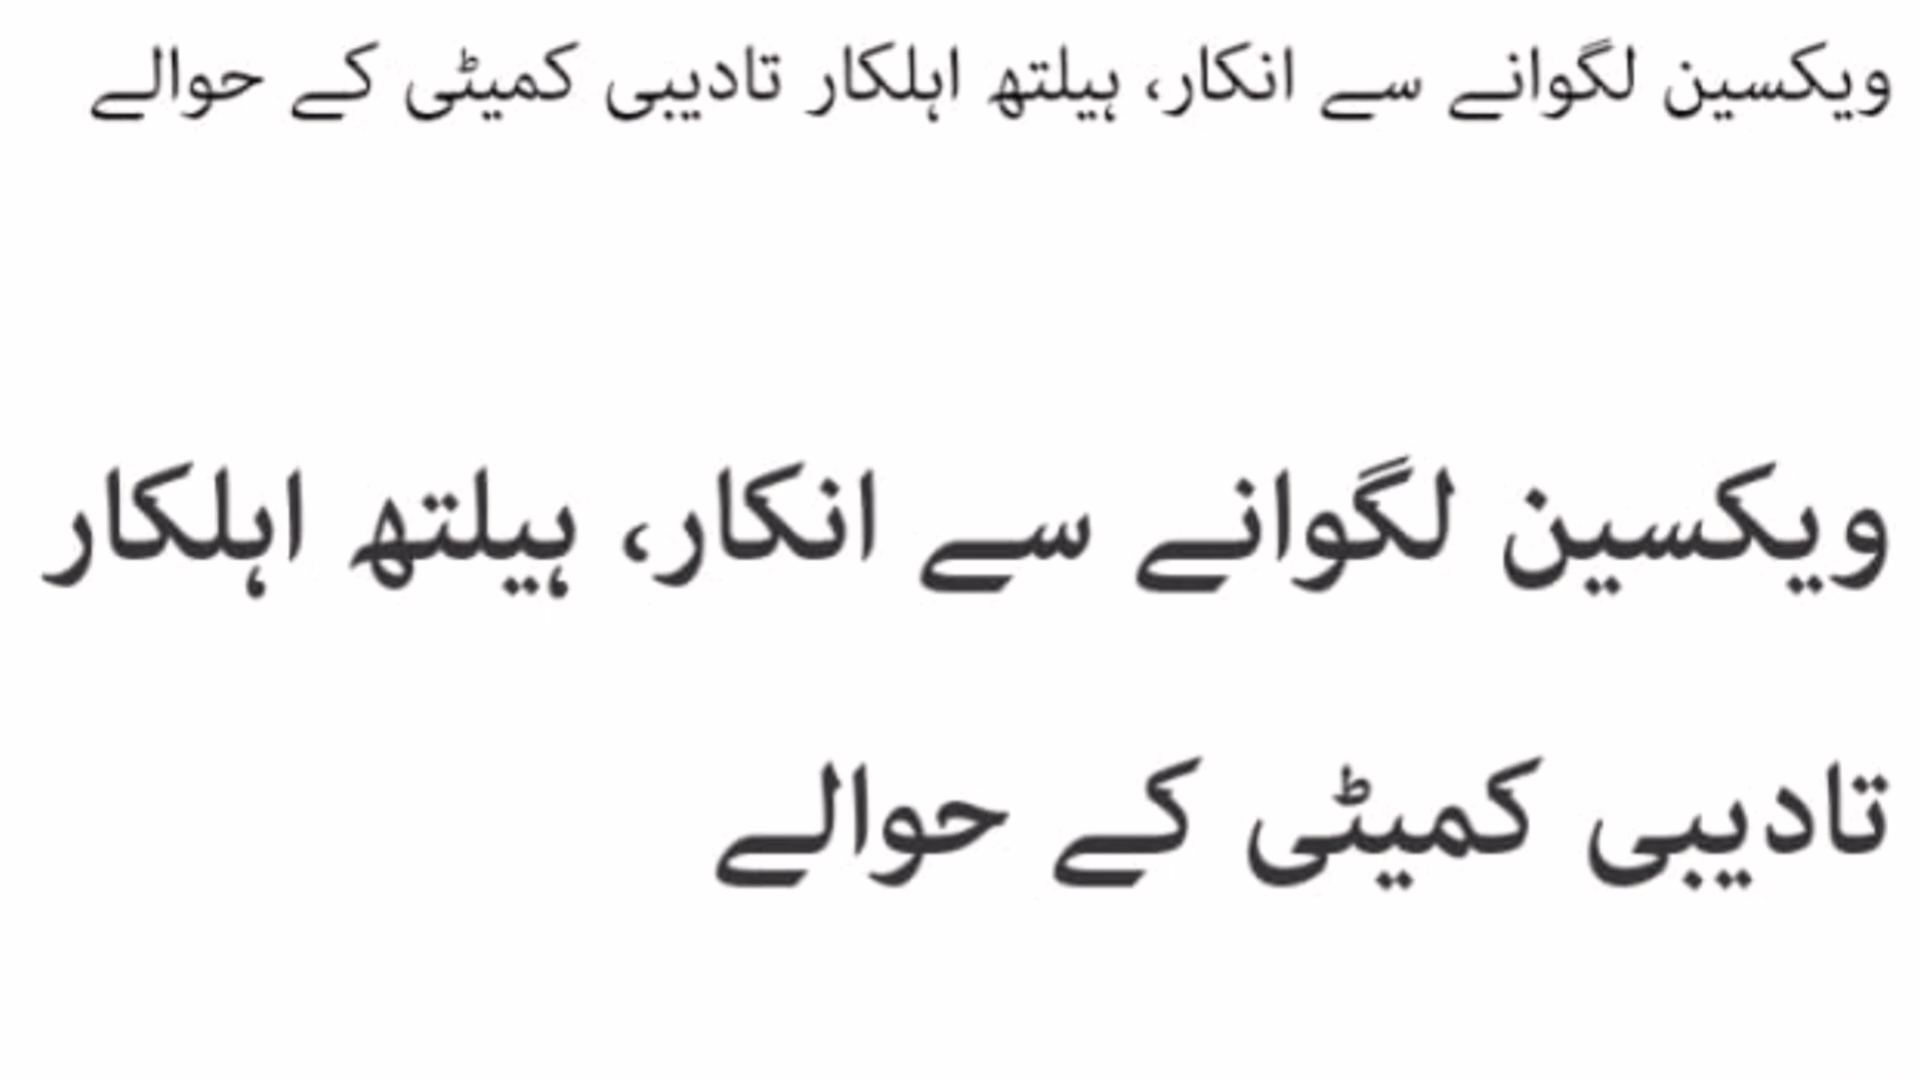 ویکسین لگوانے سے انکار، ہیلتھ اہلکار تادیبی کمیٹی کے حوالے
ویکسین لگوانے سے انکار، ہیلتھ اہلکار
تادیبی کمیٹی کے حوالے